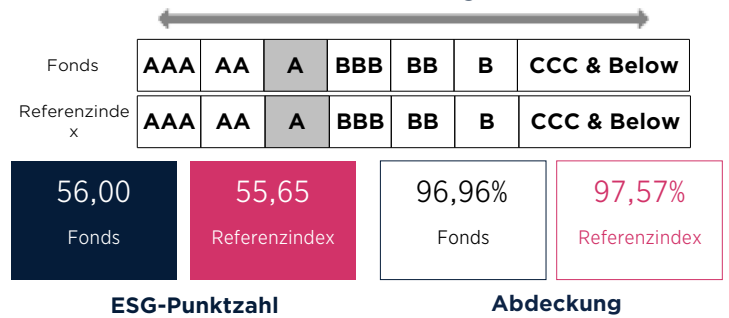 Fonds AAA AA A BBB BB B CCC & Below
Referenzinde
x AAA AA A BBB BB B CCC & Below
56,00 55,65 96,96% 97,57%
Fonds Referenzindex Fonds Referenzindex
ESG-Punktzahl Abdeckung